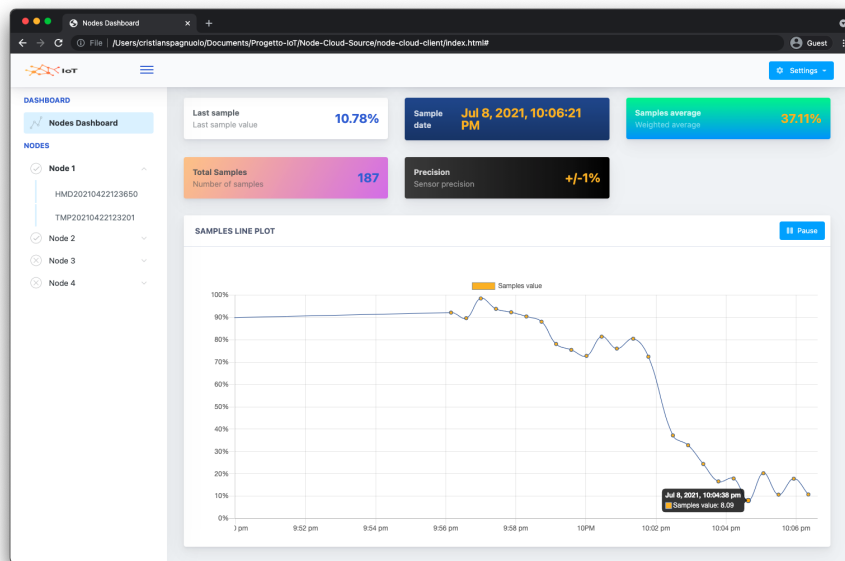 Nodes Dashboard
File | /Users/cristianspagnuolo/Documents/Progetto-IoT/Node-Cloud-Source/node-cloud-client/index.html#
Guest
IoT
Settings
DASHBOARD
Nodes Dashboard
NODES
Node 1
HMD20210422123650
TMP20210422123201
Node 2
Node 3
Node 4
Last sample
Last sample value
10.78%
Sample date
Jul 8, 2021, 10:06:21 PM
Samples average
Weighted average
37.11%
Total Samples
Number of samples
187
Precision
Sensor precision
+/-1%
SAMPLES LINE PLOT
Pause
Samples value
100%
90%
80%
70%
60%
50%
40%
30%
20%
10%
0%
Jul 8, 2021, 10:04:38 pm
Samples value: 8.09
pm
9:52 pm
9:54 pm
9:56 pm
9:58 pm
10PM
10:02 pm
10:04 pm
10:06 pm